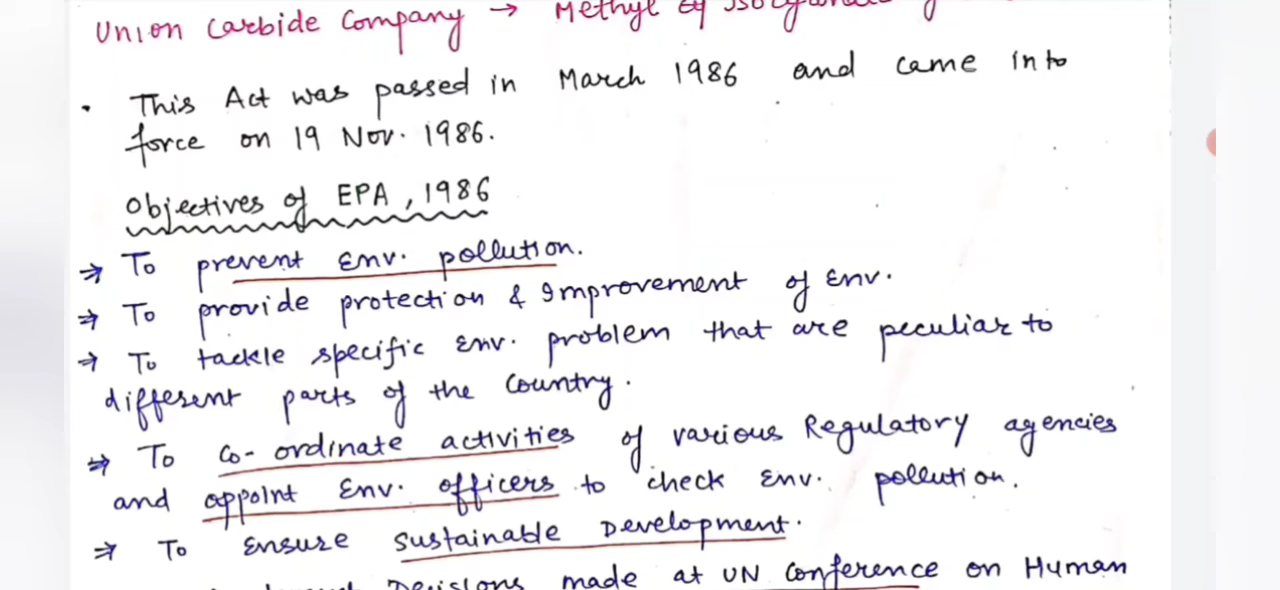 Union Carbide Company → Methyl
• This Act was passed in March 1986 and came into
force on 19 Nov. 1986.
Objectives of EPA, 1986
⇒ To prevent Env. pollution.
⇒ To provide protection & Improvement of Env.
⇒ To tackle specific Env. problem that are peculiar to
different parts of the Country.
⇒ To Co-ordinate activities of various Regulatory agencies
and appoint Env. officers to check Env. pollution.
⇒ To Ensure Sustainable Development.
Decisions made at UN Conference on Human